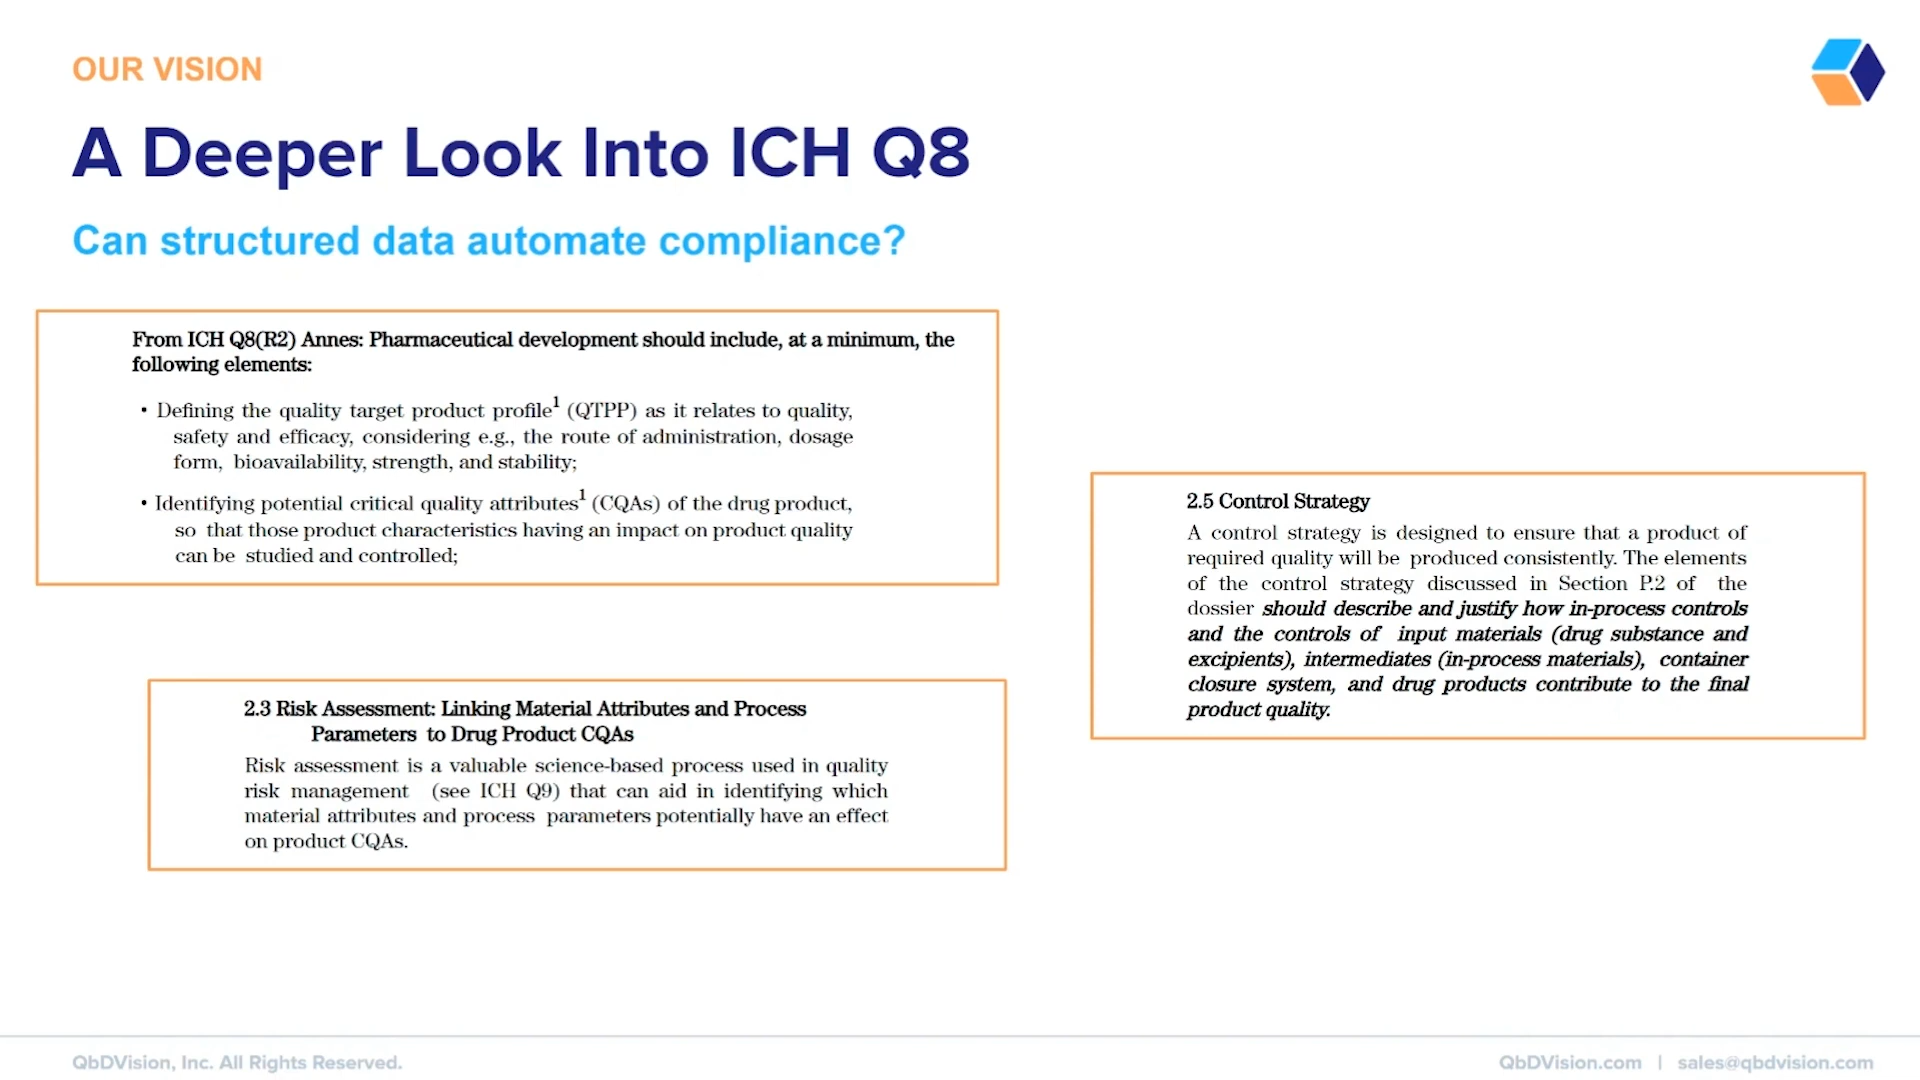 OUR VISION
A Deeper Look Into ICH Q8
Can structured data automate compliance?
From ICH Q8(R2) Annes: Pharmaceutical development should include, at a minimum, the
following elements:
• Defining the quality target product profile1 (QTPP) as it relates to quality,
safety and efficacy, considering e.g., the route of administration, dosage
form, bioavailability, strength, and stability;
• Identifying potential critical quality attributes1 (CQAs) of the drug product,
so that those product characteristics having an impact on product quality
can be studied and controlled;
2.3 Risk Assessment: Linking Material Attributes and Process
Parameters to Drug Product CQAs
Risk assessment is a valuable science-based process used in quality
risk management (see ICH Q9) that can aid in identifying which
material attributes and process parameters potentially have an effect
on product CQAs.
2.5 Control Strategy
A control strategy is designed to ensure that a product of
required quality will be produced consistently. The elements
of the control strategy discussed in Section P.2 of the
dossier should describe and justify how in-process controls
and the controls of input materials (drug substance and
excipients), intermediates (in-process materials), container
closure system, and drug products contribute to the final
product quality.
QbDVision, Inc. All Rights Reserved.
QbDVision.com | sales@qbdvision.com